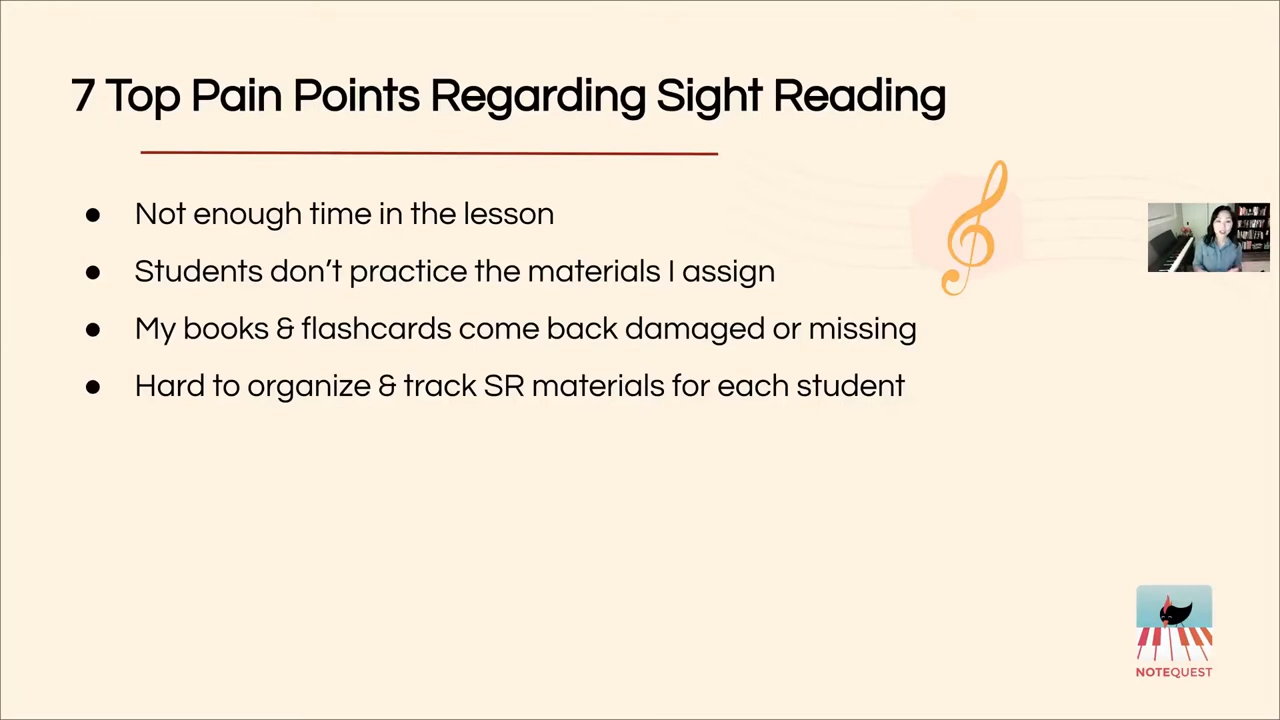 7 Top Pain Points Regarding Sight Reading
● Not enough time in the lesson
● Students don’t practice the materials I assign
● My books & flashcards come back damaged or missing
● Hard to organize & track SR materials for each student
NOTEQUEST